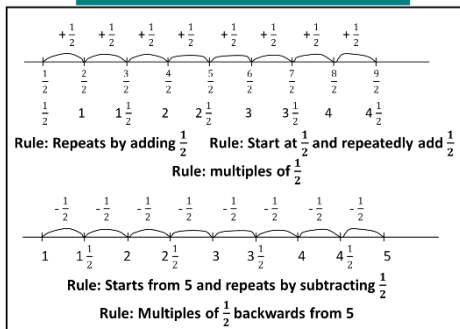 +1/2 +1/2 +1/2 +1/2 +1/2 +1/2 +1/2 +1/2
1/2 2/2 3/2 4/2 5/2 6/2 7/2 8/2 9/2
1/2 1 1 1/2 2 2 1/2 3 3 1/2 4 4 1/2
Rule: Repeats by adding 1/2 Rule: Start at 1/2 and repeatedly add 1/2
Rule: multiples of 1/2
-1/2 -1/2 -1/2 -1/2 -1/2 -1/2 -1/2 -1/2
1 1 1/2 2 2 1/2 3 3 1/2 4 4 1/2 5
Rule: Starts from 5 and repeats by subtracting 1/2
Rule: Multiples of 1/2 backwards from 5